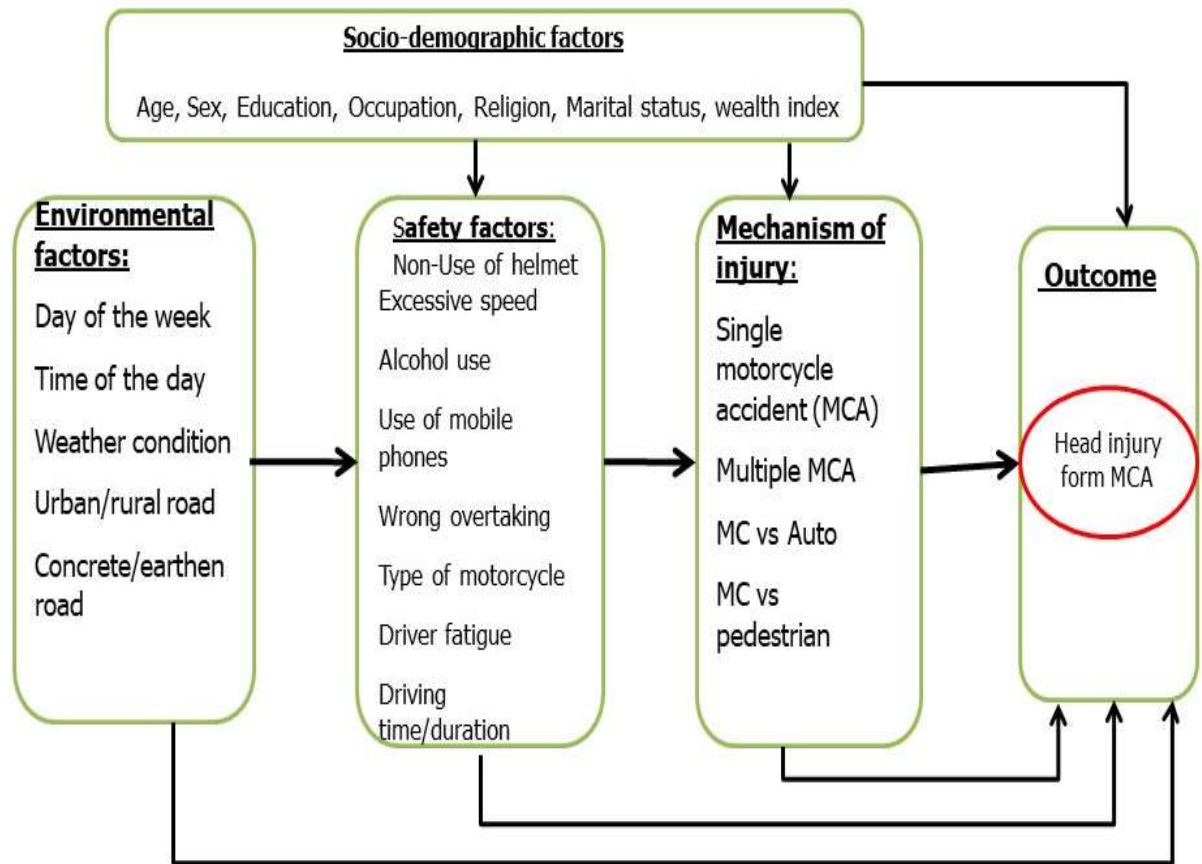 Socio-demographic factors
Age, Sex, Education, Occupation, Religion, Marital status, wealth index
Environmental
factors:
Day of the week
Time of the day
Weather condition
Urban/rural road
Concrete/earthen
road
Safety factors:
Non-Use of helmet
Excessive speed
Alcohol use
Use of mobile
phones
Wrong overtaking
Type of motorcycle
Driver fatigue
Driving
time/duration
Mechanism of
injury:
Single
motorcycle
accident (MCA)
Multiple MCA
MC vs Auto
MC vs
pedestrian
Outcome
Head injury
form MCA